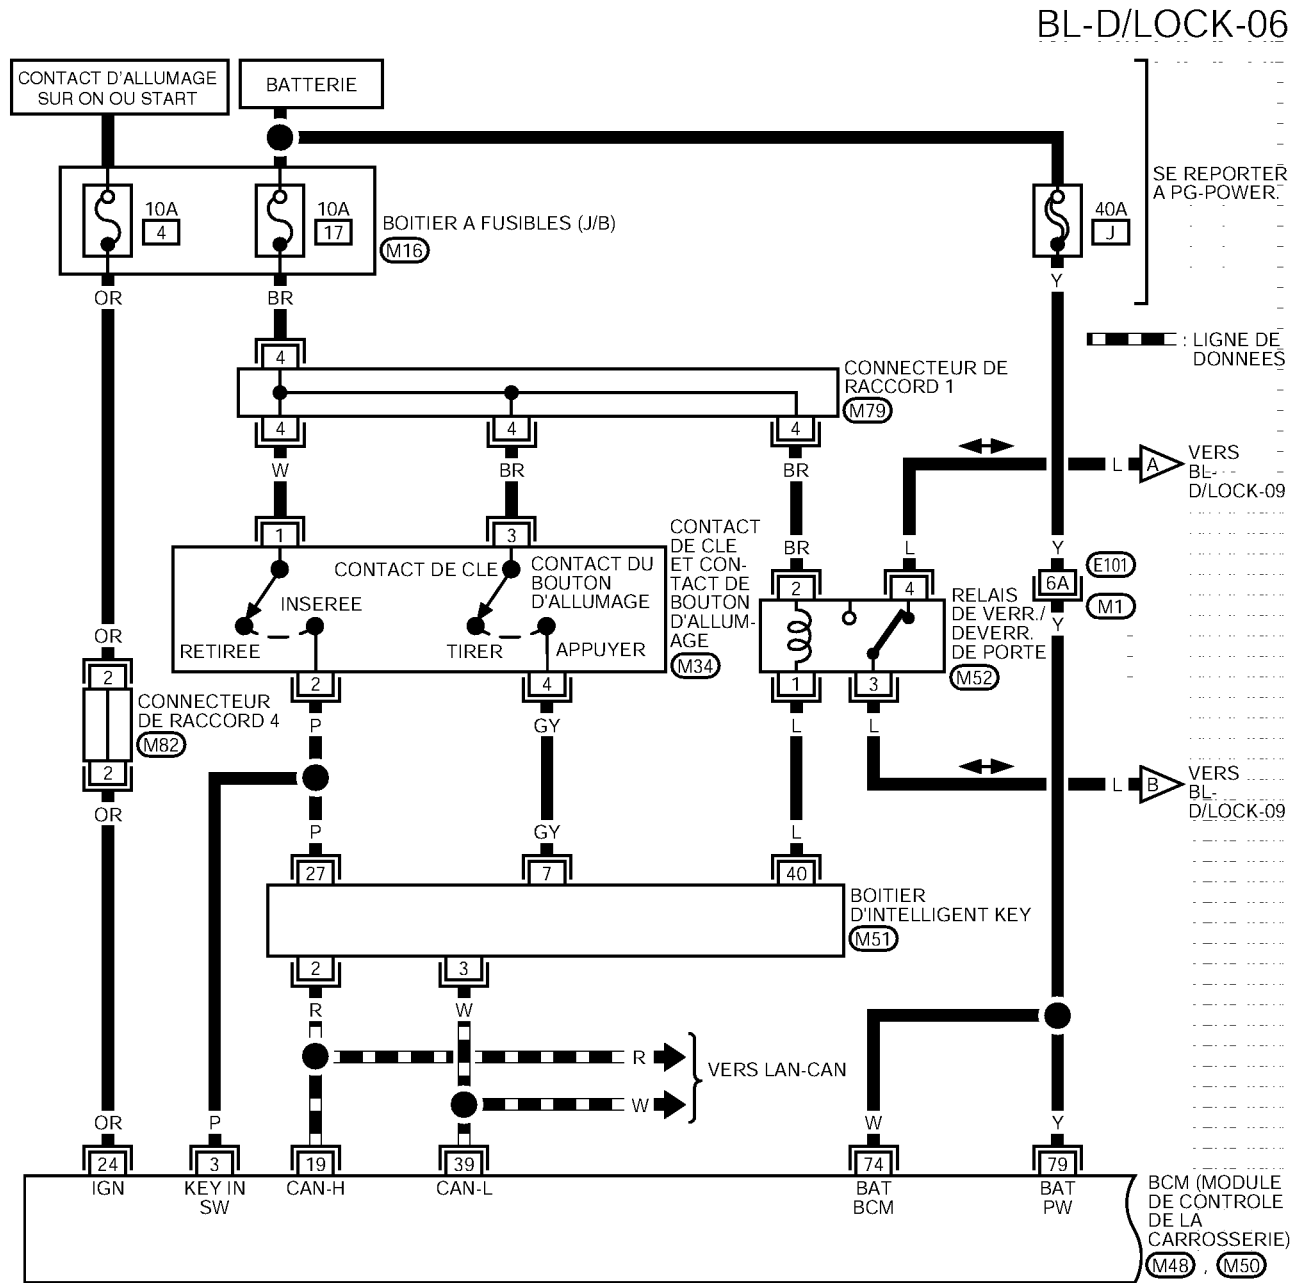 BL-D/LOCK-06
CONTACT D'ALLUMAGE
SUR ON OU START
BATTERIE
10A
4
10A
17
BOITIER A FUSIBLES (J/B)
M16
40A
J
SE REPORTER
A PG-POWER.
OR
BR
Y
: LIGNE DE
DONNEES
4
CONNECTEUR DE
RACCORD 1
M79
4
4
4
W
BR
BR
L
A
VERS
BL-
D/LOCK-09
1
3
CONTACT
DE CLE
ET CON-
TACT DE
BOUTON
D'ALLUM-
AGE
M34
CONTACT DE CLE
CONTACT DU
BOUTON
D'ALLUMAGE
INSEREE
RETIREE
TIRER
APPUYER
BR
L
Y
2
4
6A
E101
M1
Y
RELAIS
DE VERR./
DEVERR.
DE PORTE
M52
OR
2
CONNECTEUR
DE RACCORD 4
M82
2
OR
2
4
1
3
P
GY
L
L
L
B
VERS
BL-
D/LOCK-09
P
GY
L
27
7
40
BOITIER
D'INTELLIGENT KEY
M51
2
3
R
W
R
W
VERS LAN-CAN
OR
P
W
Y
24
3
19
39
74
79
IGN
KEY IN
SW
CAN-H
CAN-L
BAT
BCM
BAT
PW
BCM (MODULE
DE CONTROLE
DE LA
CARROSSERIE)
M48 , M50